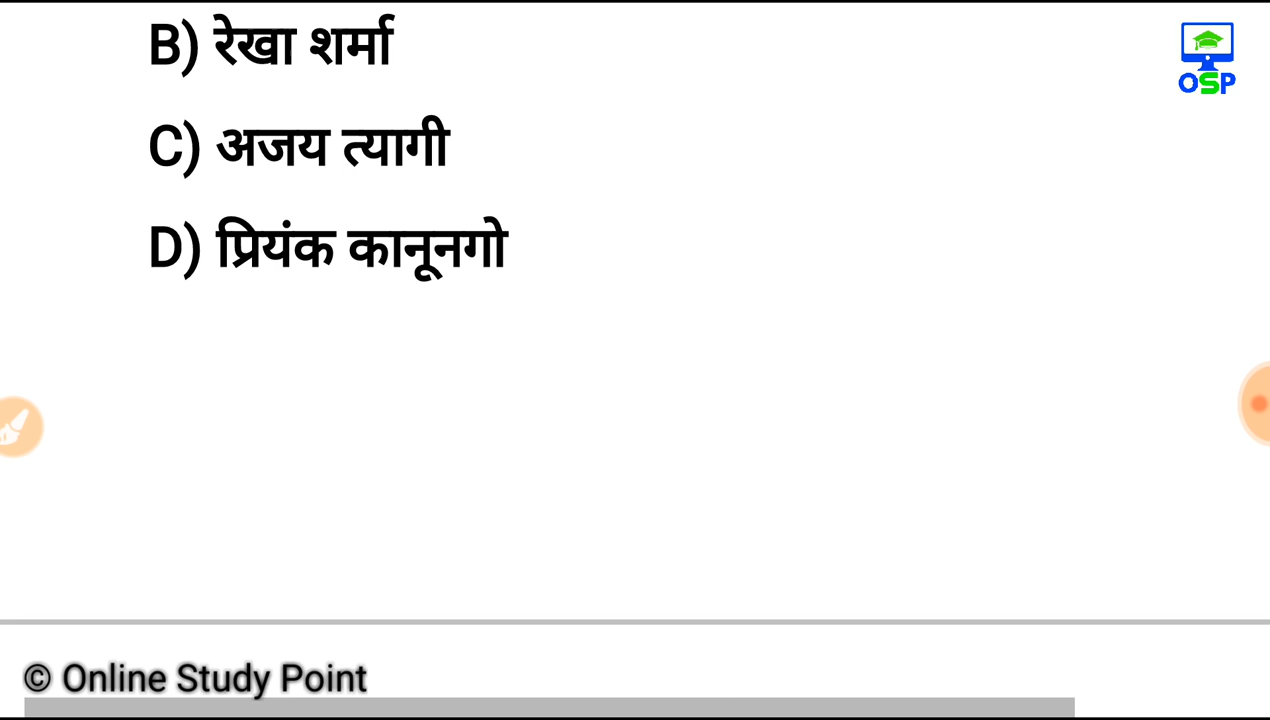 B) रेखा शर्मा
OSP
C) अजय त्यागी
D) प्रियंक कानूनगो
© Online Study Point